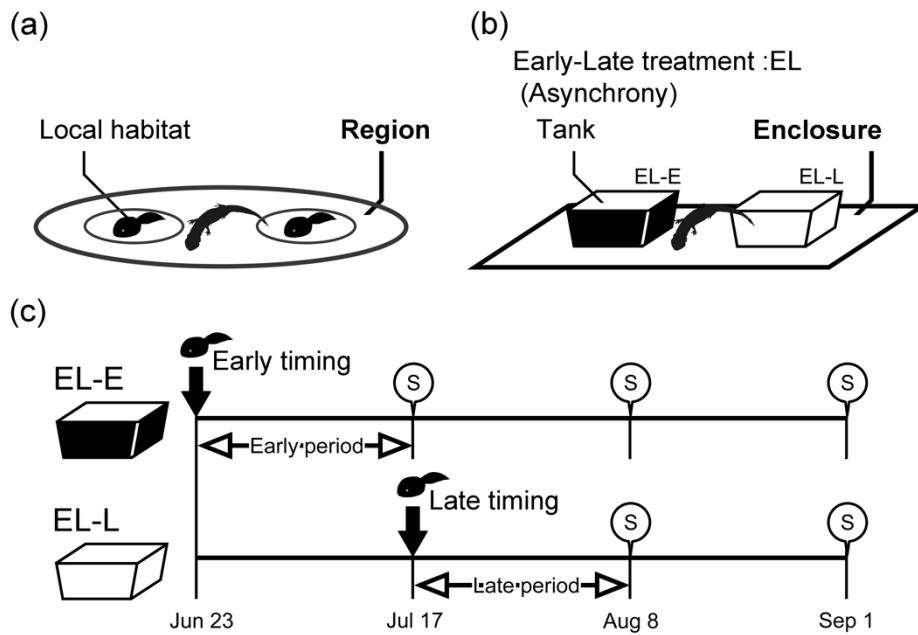 (a)
Local habitat
Region
(b)
Early-Late treatment :EL
(Asynchrony)
Tank
Enclosure
EL-E
EL-L
(c)
EL-E
Early timing
S
S
S
Early period
EL-L
Late timing
S
S
Late period
Jun 23
Jul 17
Aug 8
Sep 1